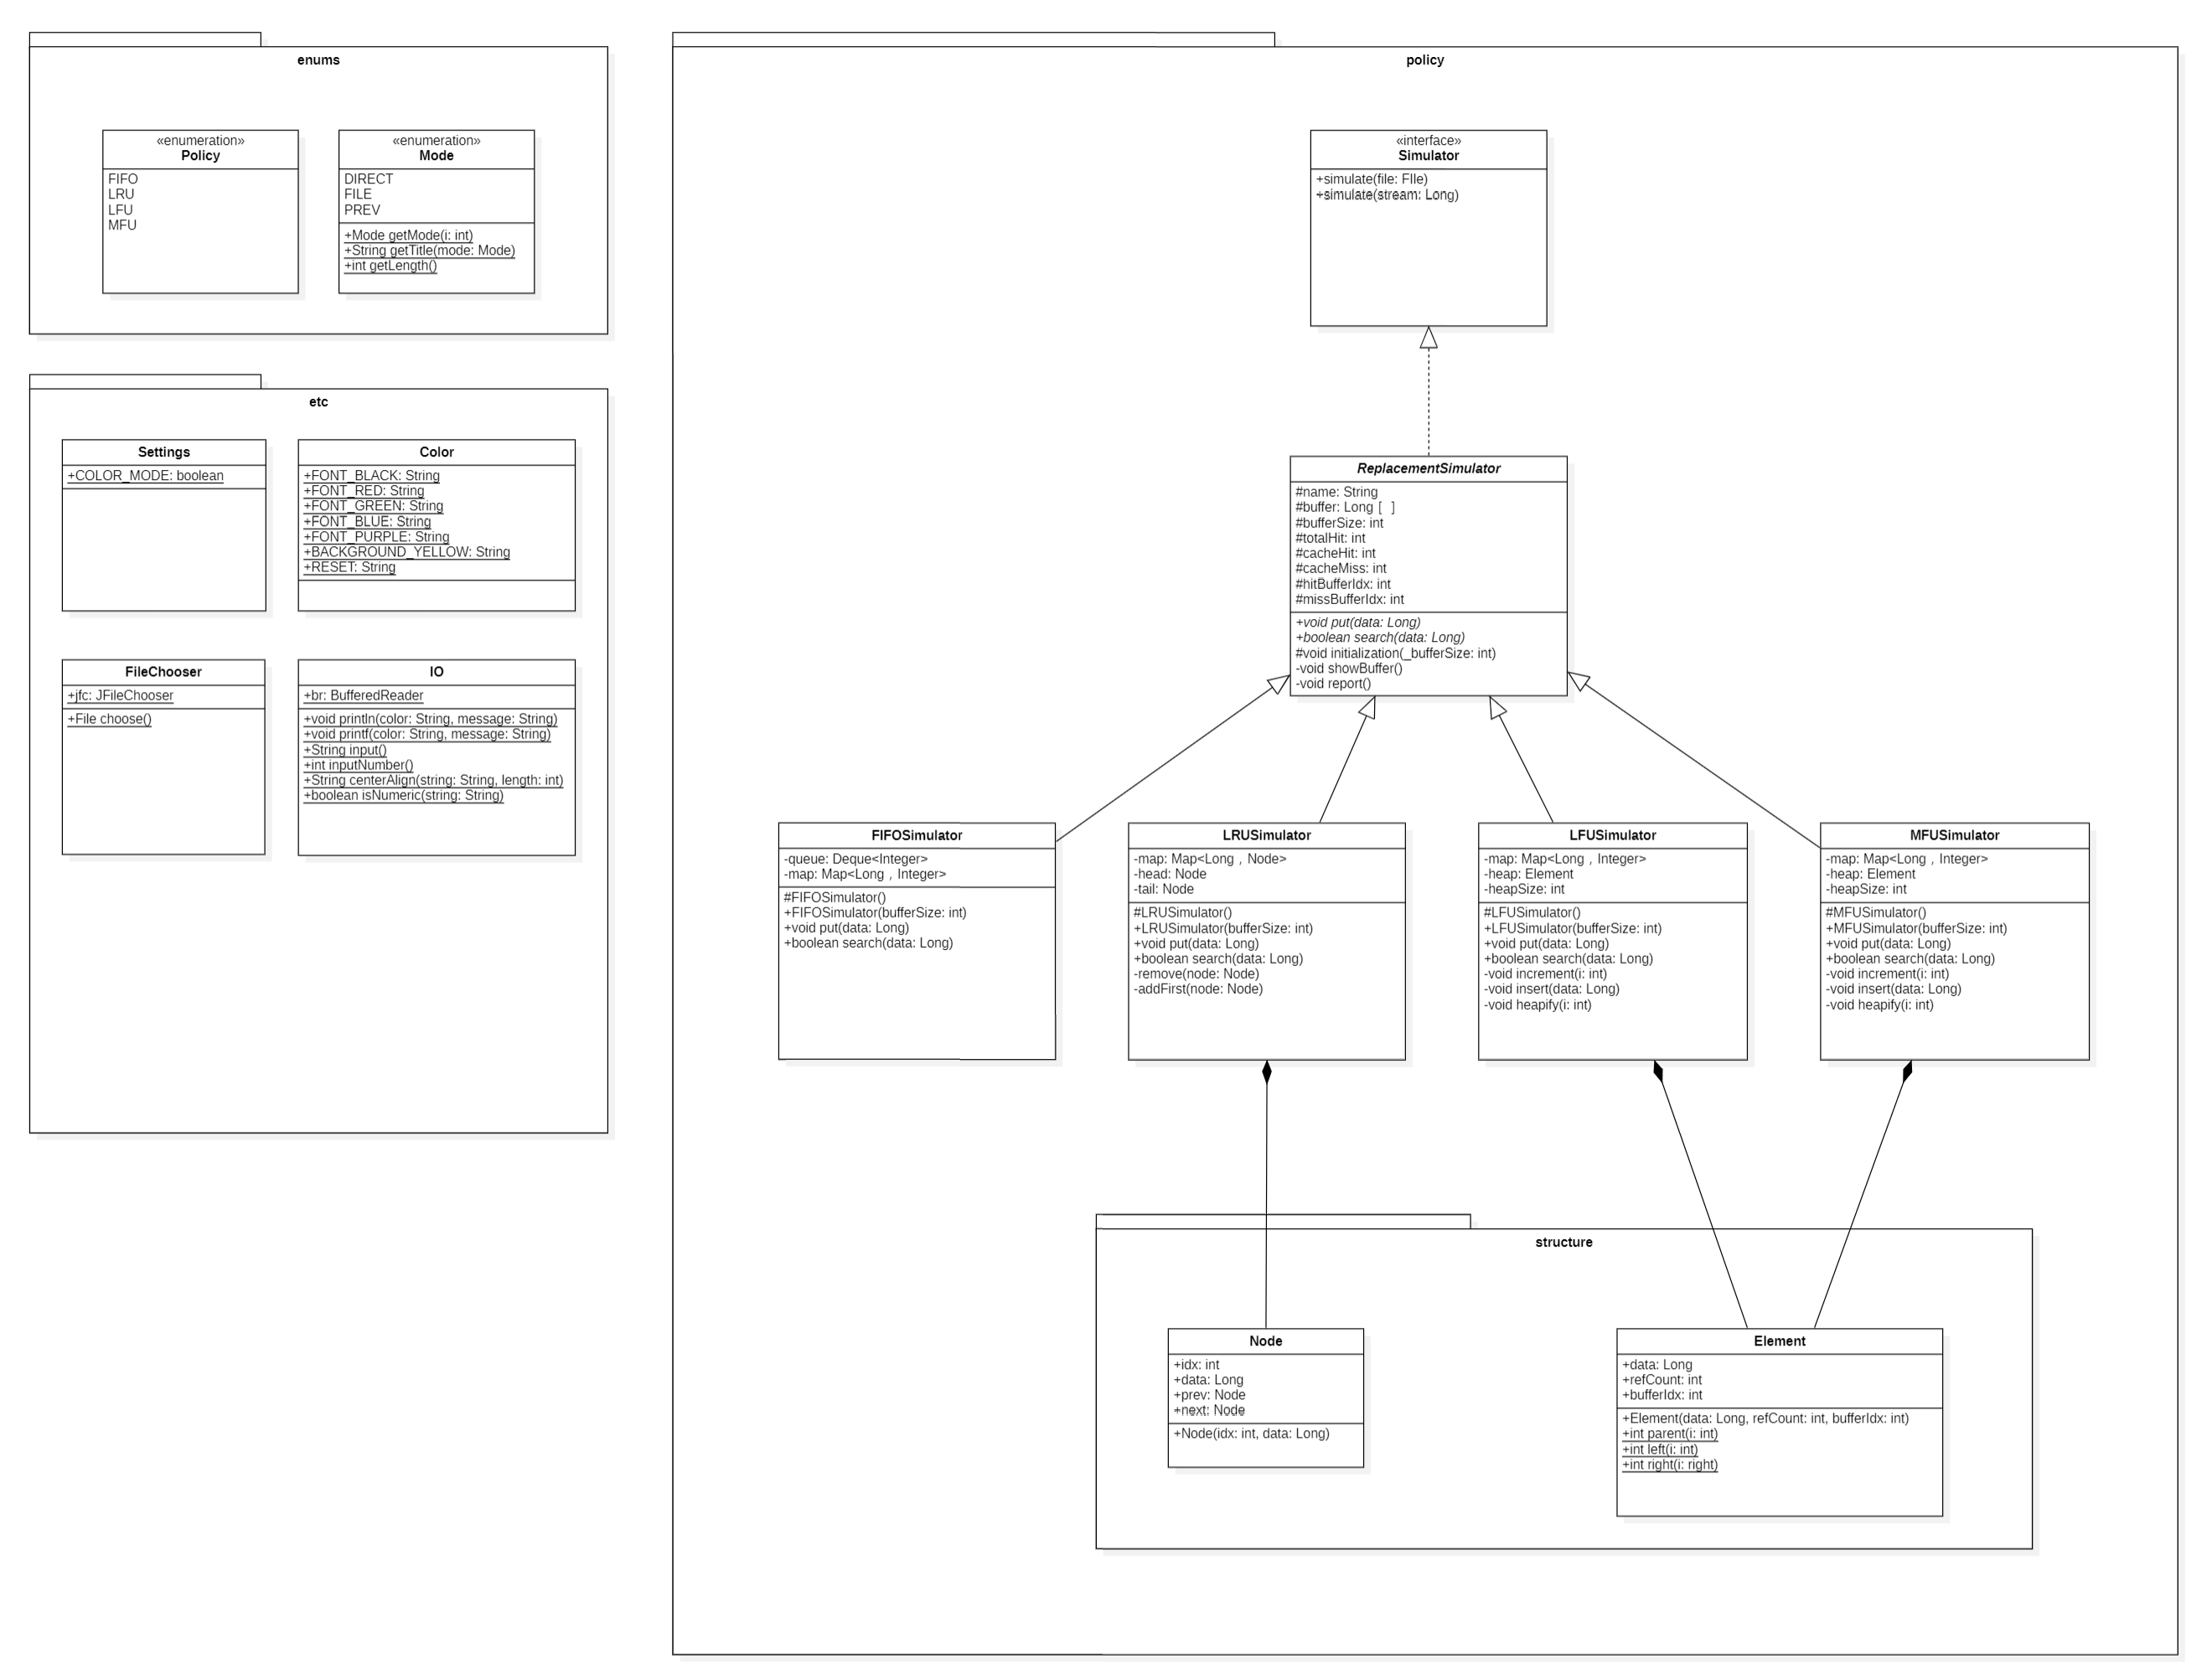 enums
«enumeration»
Policy
FIFO
LRU
LFU
MFU
«enumeration»
Mode
DIRECT
FILE
PREV
+Mode getMode(i: int)
+String getTitle(mode: Mode)
+int getLength()
etc
Settings
+COLOR_MODE: boolean
Color
+FONT_BLACK: String
+FONT_RED: String
+FONT_GREEN: String
+FONT_BLUE: String
+FONT_PURPLE: String
+BACKGROUND_YELLOW: String
+RESET: String
FileChooser
+jfc: JFileChooser
+File choose()
IO
+br: BufferedReader
+void println(color: String, message: String)
+void printf(color: String, message: String)
+String input()
+int inputNumber()
+String centerAlign(string: String, length: int)
+boolean isNumeric(string: String)
policy
«interface»
Simulator
+simulate(file: FIle)
+simulate(stream: Long)
ReplacementSimulator
#name: String
#buffer: Long [ ]
#bufferSize: int
#totalHit: int
#cacheHit: int
#cacheMiss: int
#hitBufferIdx: int
#missBufferIdx: int
+void put(data: Long)
+boolean search(data: Long)
#void initialization(_bufferSize: int)
-void showBuffer()
-void report()
FIFOSimulator
-queue: Deque<Integer>
-map: Map<Long , Integer>
#FIFOSimulator()
+FIFOSimulator(bufferSize: int)
+void put(data: Long)
+boolean search(data: Long)
LRUSimulator
-map: Map<Long , Node>
-head: Node
-tail: Node
#LRUSimulator()
+LRUSimulator(bufferSize: int)
+void put(data: Long)
+boolean search(data: Long)
-remove(node: Node)
-addFirst(node: Node)
LFUSimulator
-map: Map<Long , Integer>
-heap: Element
-heapSize: int
#LFUSimulator()
+LFUSimulator(bufferSize: int)
+void put(data: Long)
+boolean search(data: Long)
-void increment(i: int)
-void insert(data: Long)
-void heapify(i: int)
MFUSimulator
-map: Map<Long , Integer>
-heap: Element
-heapSize: int
#MFUSimulator()
+MFUSimulator(bufferSize: int)
+void put(data: Long)
+boolean search(data: Long)
-void increment(i: int)
-void insert(data: Long)
-void heapify(i: int)
structure
Node
+idx: int
+data: Long
+prev: Node
+next: Node
+Node(idx: int, data: Long)
Element
+data: Long
+refCount: int
+bufferIdx: int
+Element(data: Long, refCount: int, bufferIdx: int)
+int parent(i: int)
+int left(i: int)
+int right(i: right)